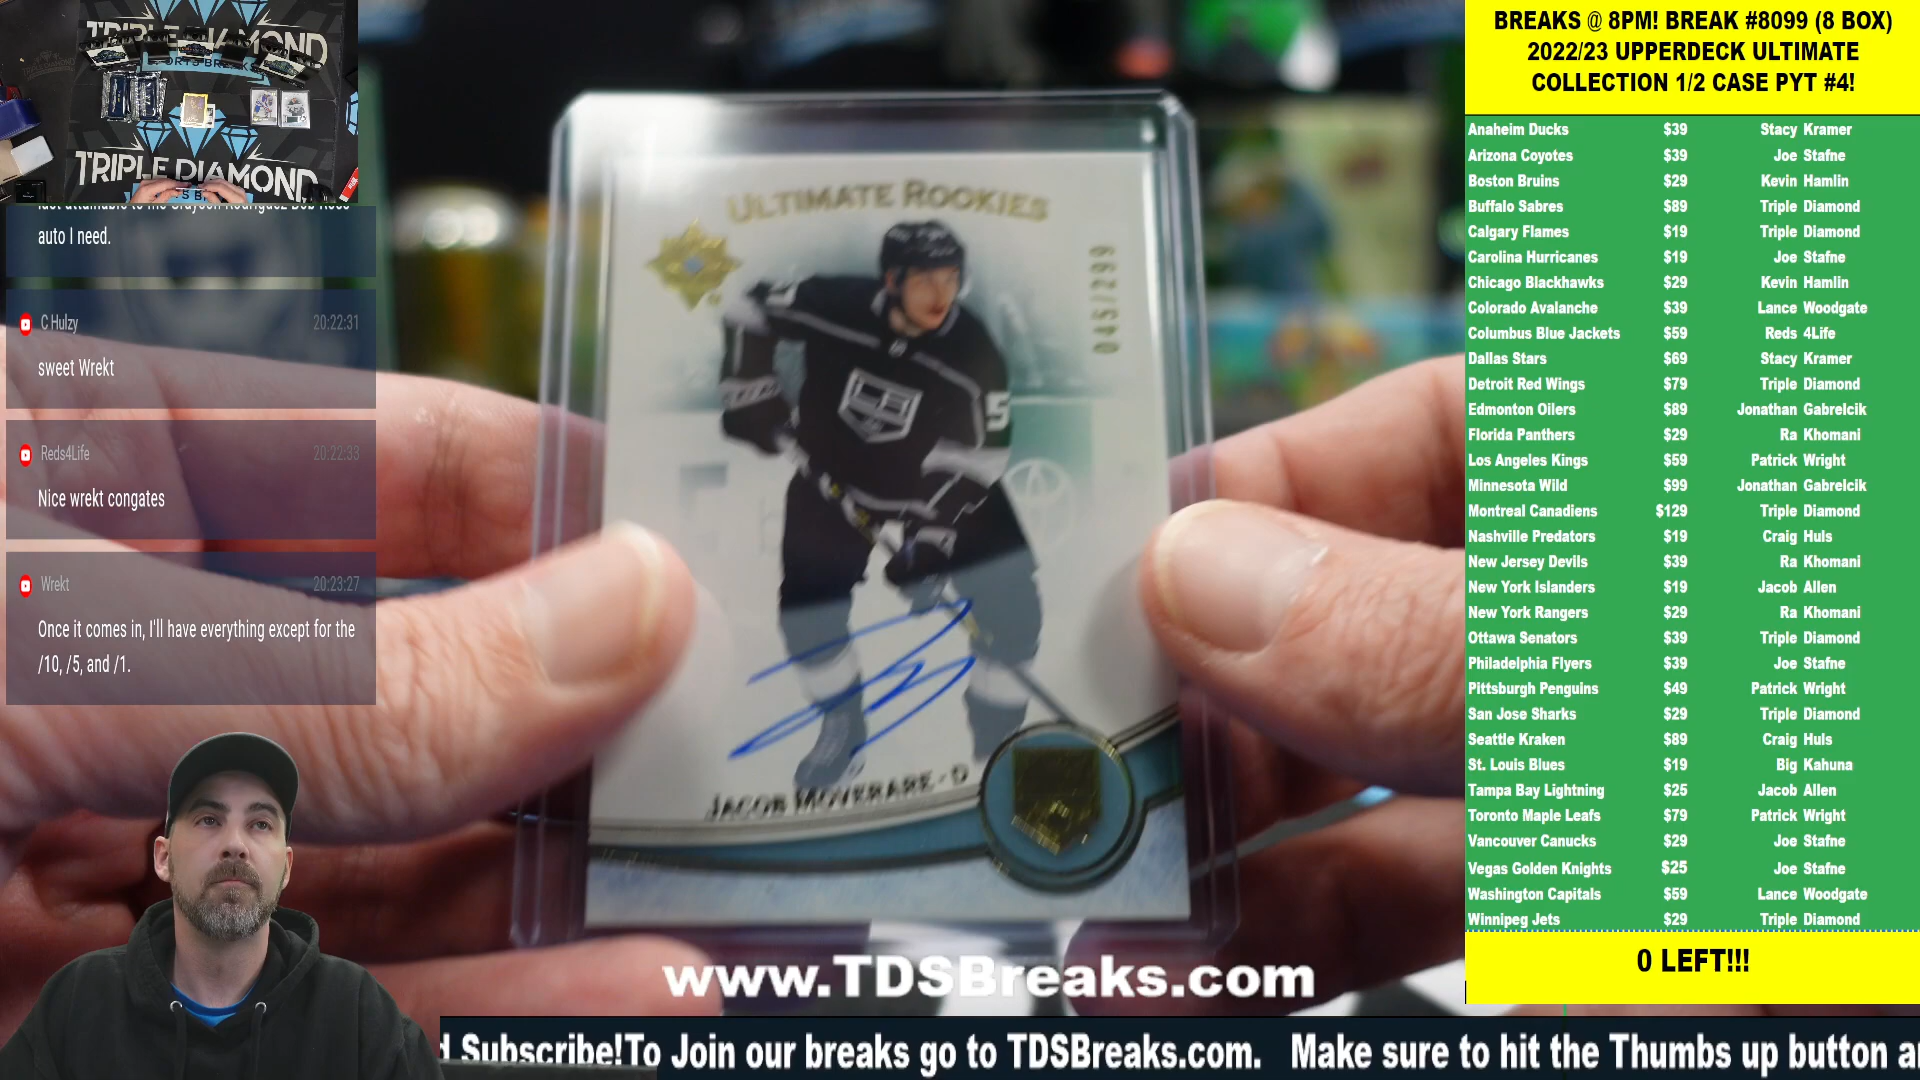 TRIPLE DIAMOND
TRIPLE DIAMOND
auto I need.
C Hulzy 20:22:31
sweet Wrekt
Reds4Life 20:22:33
Nice wrekt congates
Wrekt 20:23:27
Once it comes in, I'll have everything except for the
/10, /5, and /1.
ULTIMATE ROOKIES
045/299
5
JACOB MOVERARE - D
www.TDSBreaks.com
Subscribe!To Join our breaks go to TDSBreaks.com. Make sure to hit the Thumbs up button
BREAKS @ 8PM! BREAK #8099 (8 BOX)
2022/23 UPPERDECK ULTIMATE
COLLECTION 1/2 CASE PYT #4!
Anaheim Ducks $39 Stacy Kramer
Arizona Coyotes $39 Joe Stafne
Boston Bruins $29 Kevin Hamlin
Buffalo Sabres $89 Triple Diamond
Calgary Flames $19 Triple Diamond
Carolina Hurricanes $19 Joe Stafne
Chicago Blackhawks $29 Kevin Hamlin
Colorado Avalanche $39 Lance Woodgate
Columbus Blue Jackets $59 Reds 4Life
Dallas Stars $69 Stacy Kramer
Detroit Red Wings $79 Triple Diamond
Edmonton Oilers $89 Jonathan Gabrelcik
Florida Panthers $29 Ra Khomani
Los Angeles Kings $59 Patrick Wright
Minnesota Wild $99 Jonathan Gabrelcik
Montreal Canadiens $129 Triple Diamond
Nashville Predators $19 Craig Huls
New Jersey Devils $39 Ra Khomani
New York Islanders $19 Jacob Allen
New York Rangers $29 Ra Khomani
Ottawa Senators $39 Triple Diamond
Philadelphia Flyers $39 Joe Stafne
Pittsburgh Penguins $49 Patrick Wright
San Jose Sharks $29 Triple Diamond
Seattle Kraken $89 Craig Huls
St. Louis Blues $19 Big Kahuna
Tampa Bay Lightning $25 Jacob Allen
Toronto Maple Leafs $79 Patrick Wright
Vancouver Canucks $29 Joe Stafne
Vegas Golden Knights $25 Joe Stafne
Washington Capitals $59 Lance Woodgate
Winnipeg Jets $29 Triple Diamond
0 LEFT!!!